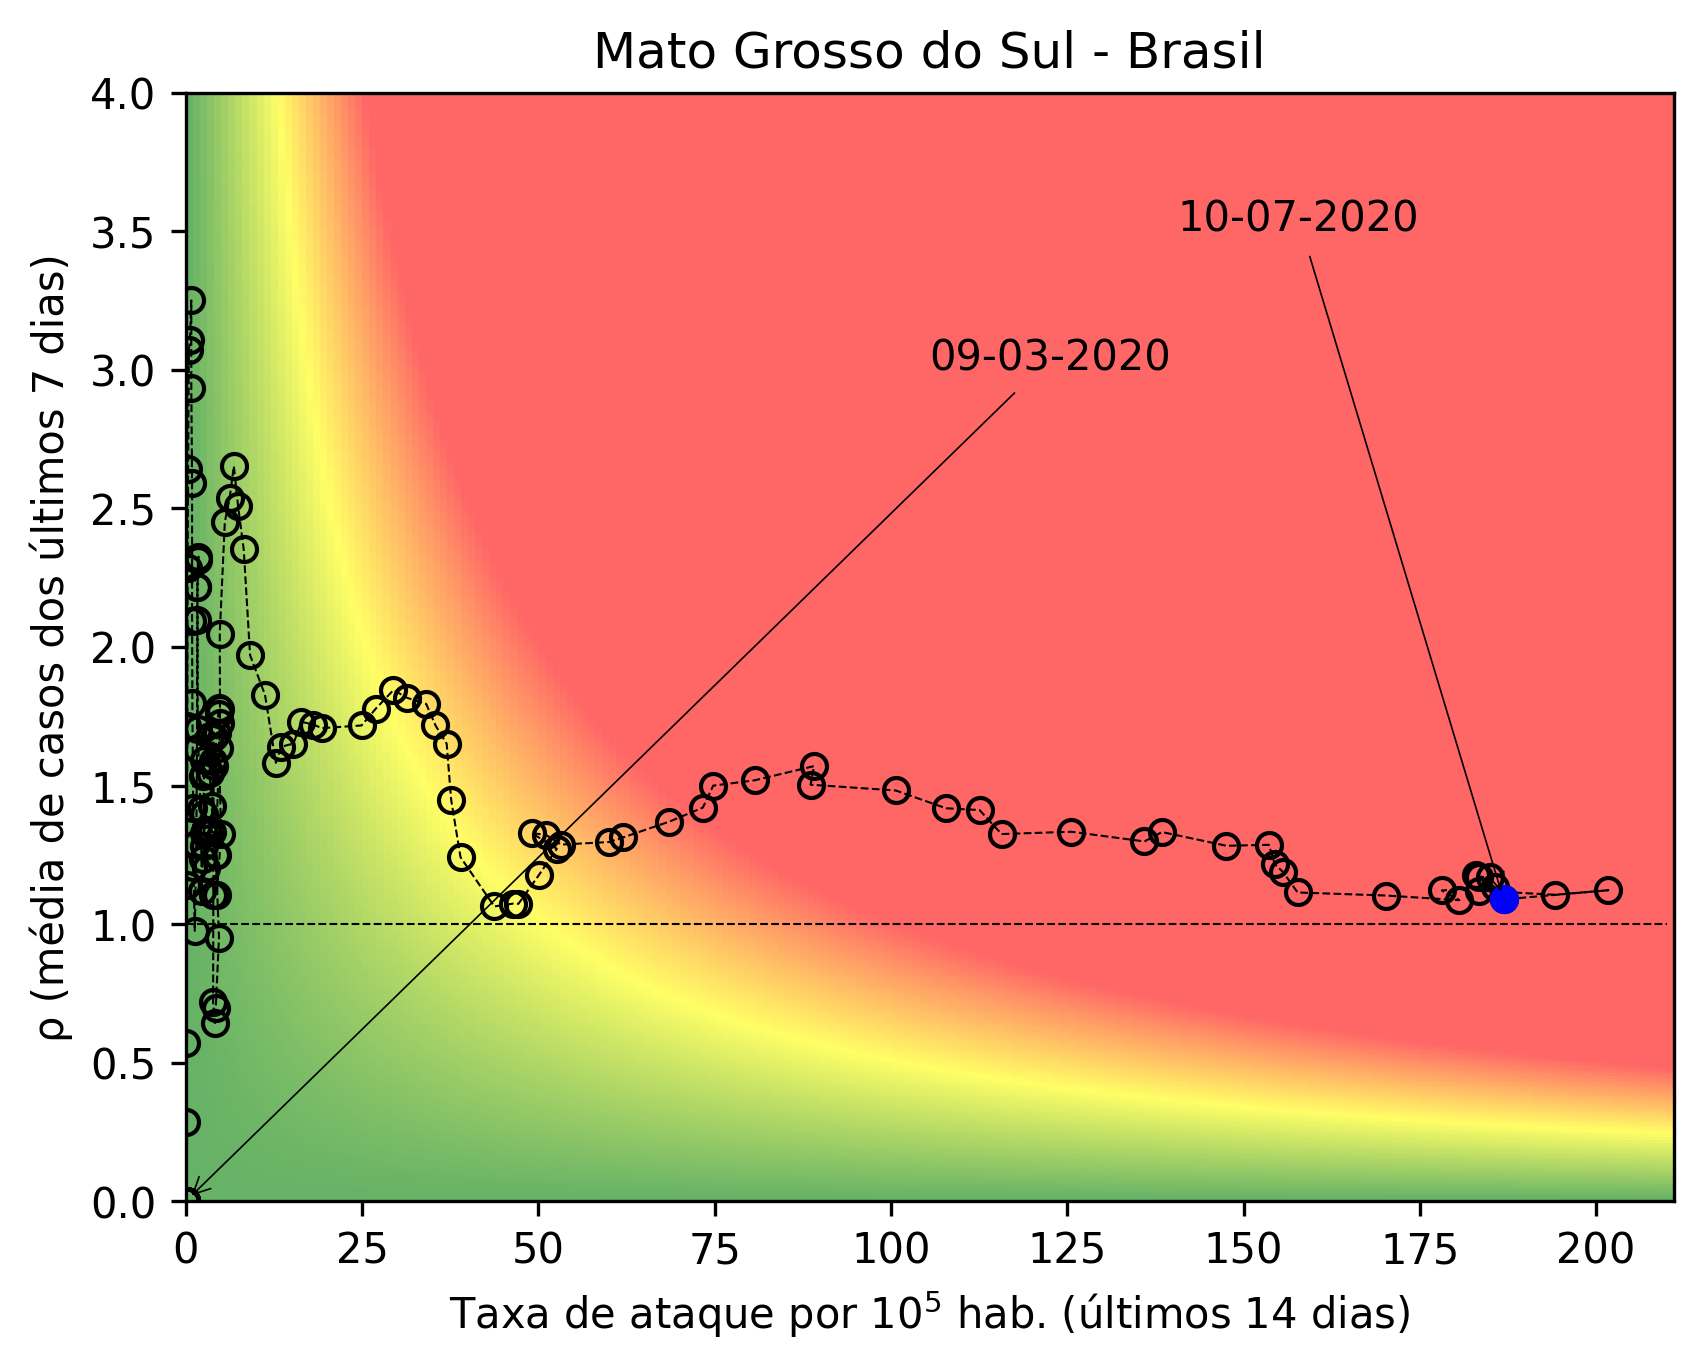 Mato Grosso do Sul - Brasil
4.0
3.5
3.0
2.5
2.0
1.5
1.0
0.5
0.0
ρ (média de casos dos últimos 7 dias)
10-07-2020
09-03-2020
0 25 50 75 100 125 150 175 200
Taxa de ataque por 10⁵ hab. (últimos 14 dias)